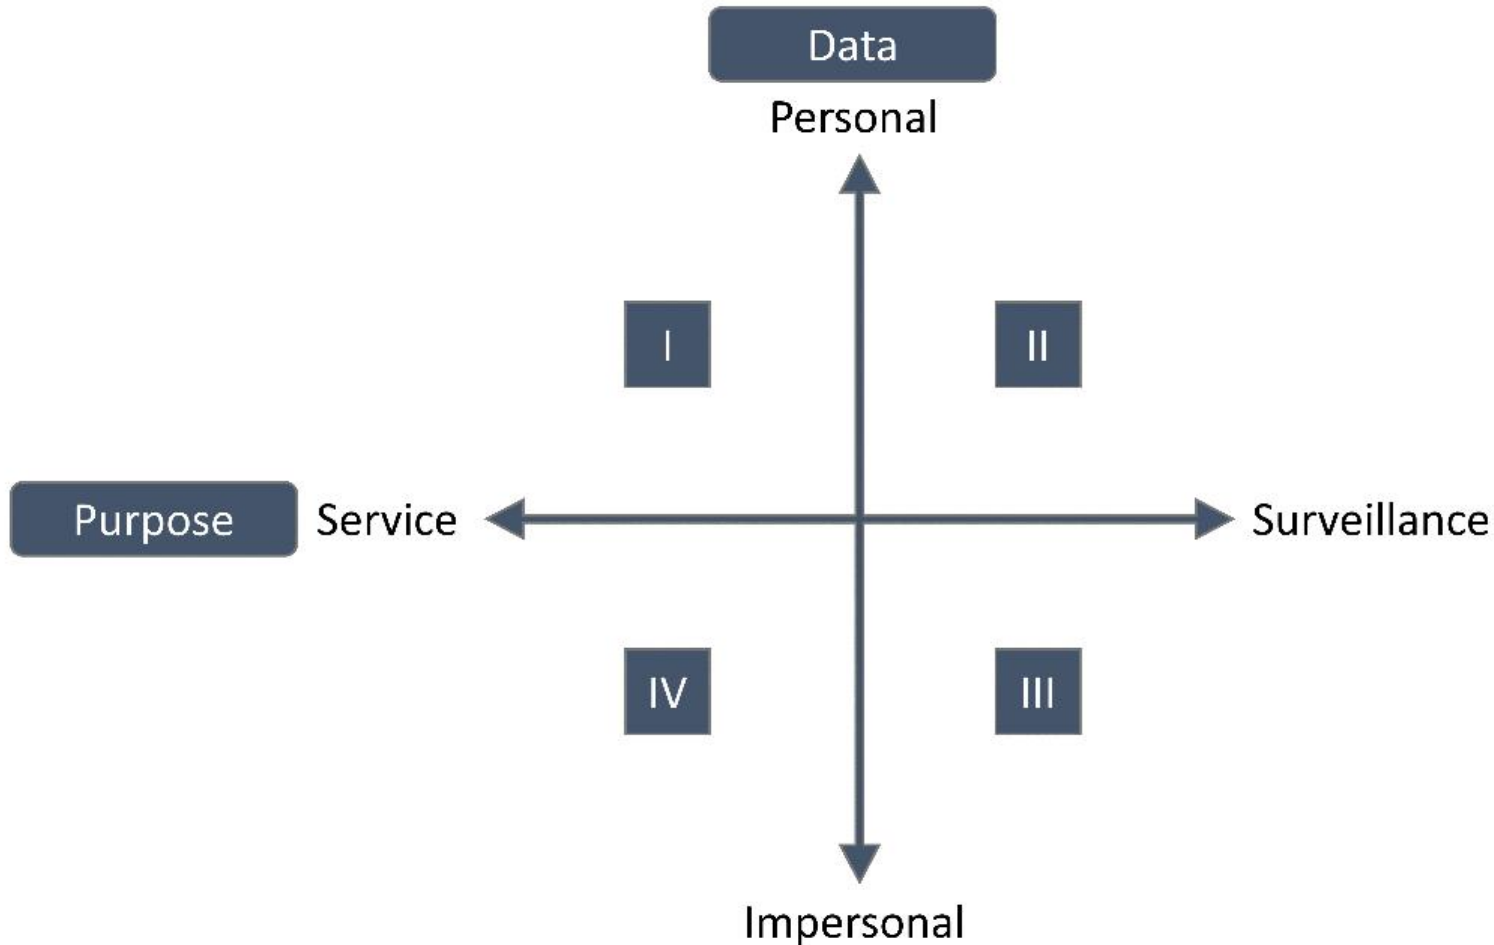 Data
Personal
I
II
Purpose
Service
Surveillance
IV
III
Impersonal